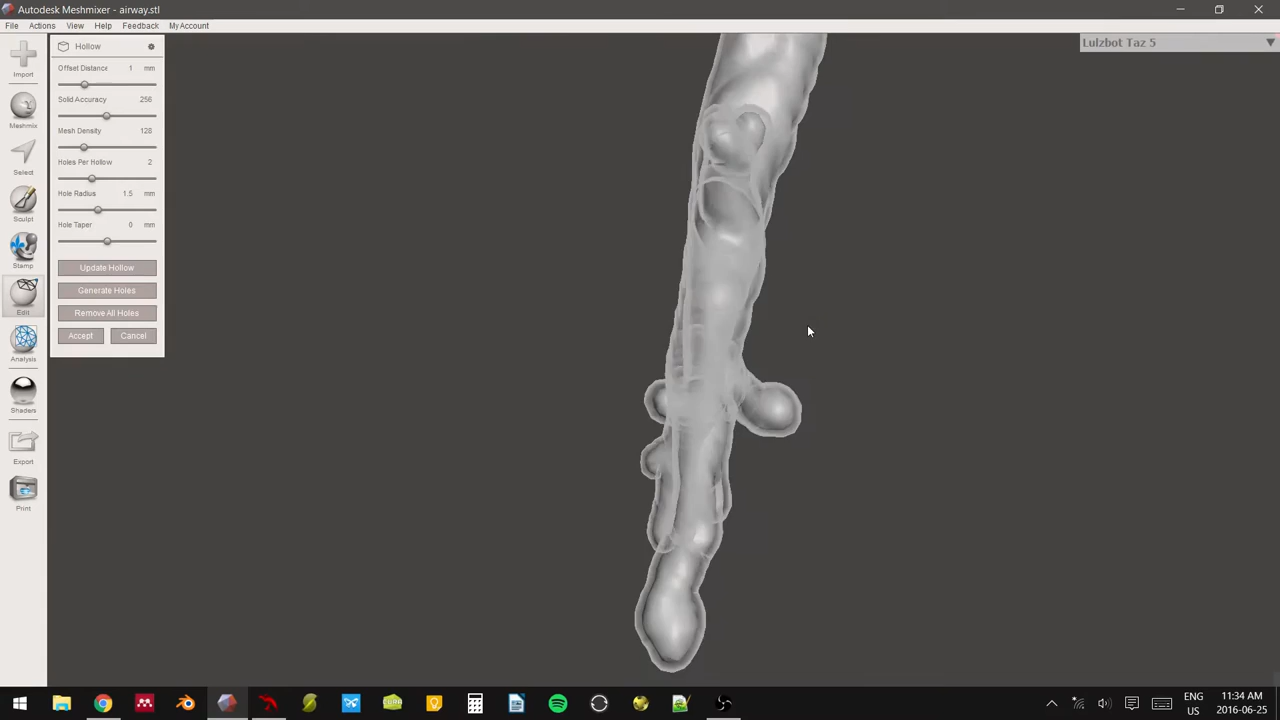 Autodesk Meshmixer - airway.stl
File Actions View Help Feedback My Account
Import
Meshmix
Select
Sculpt
Stamp
Edit
Analysis
Shaders
Export
Print
Hollow
Offset Distance 1 mm
Solid Accuracy 256
Mesh Density 128
Holes Per Hollow 2
Hole Radius 1.5 mm
Hole Taper 0 mm
Update Hollow
Generate Holes
Remove All Holes
Accept Cancel
Lulzbot Taz 5
CURA
ENG
US
11:34 AM
2016-06-25